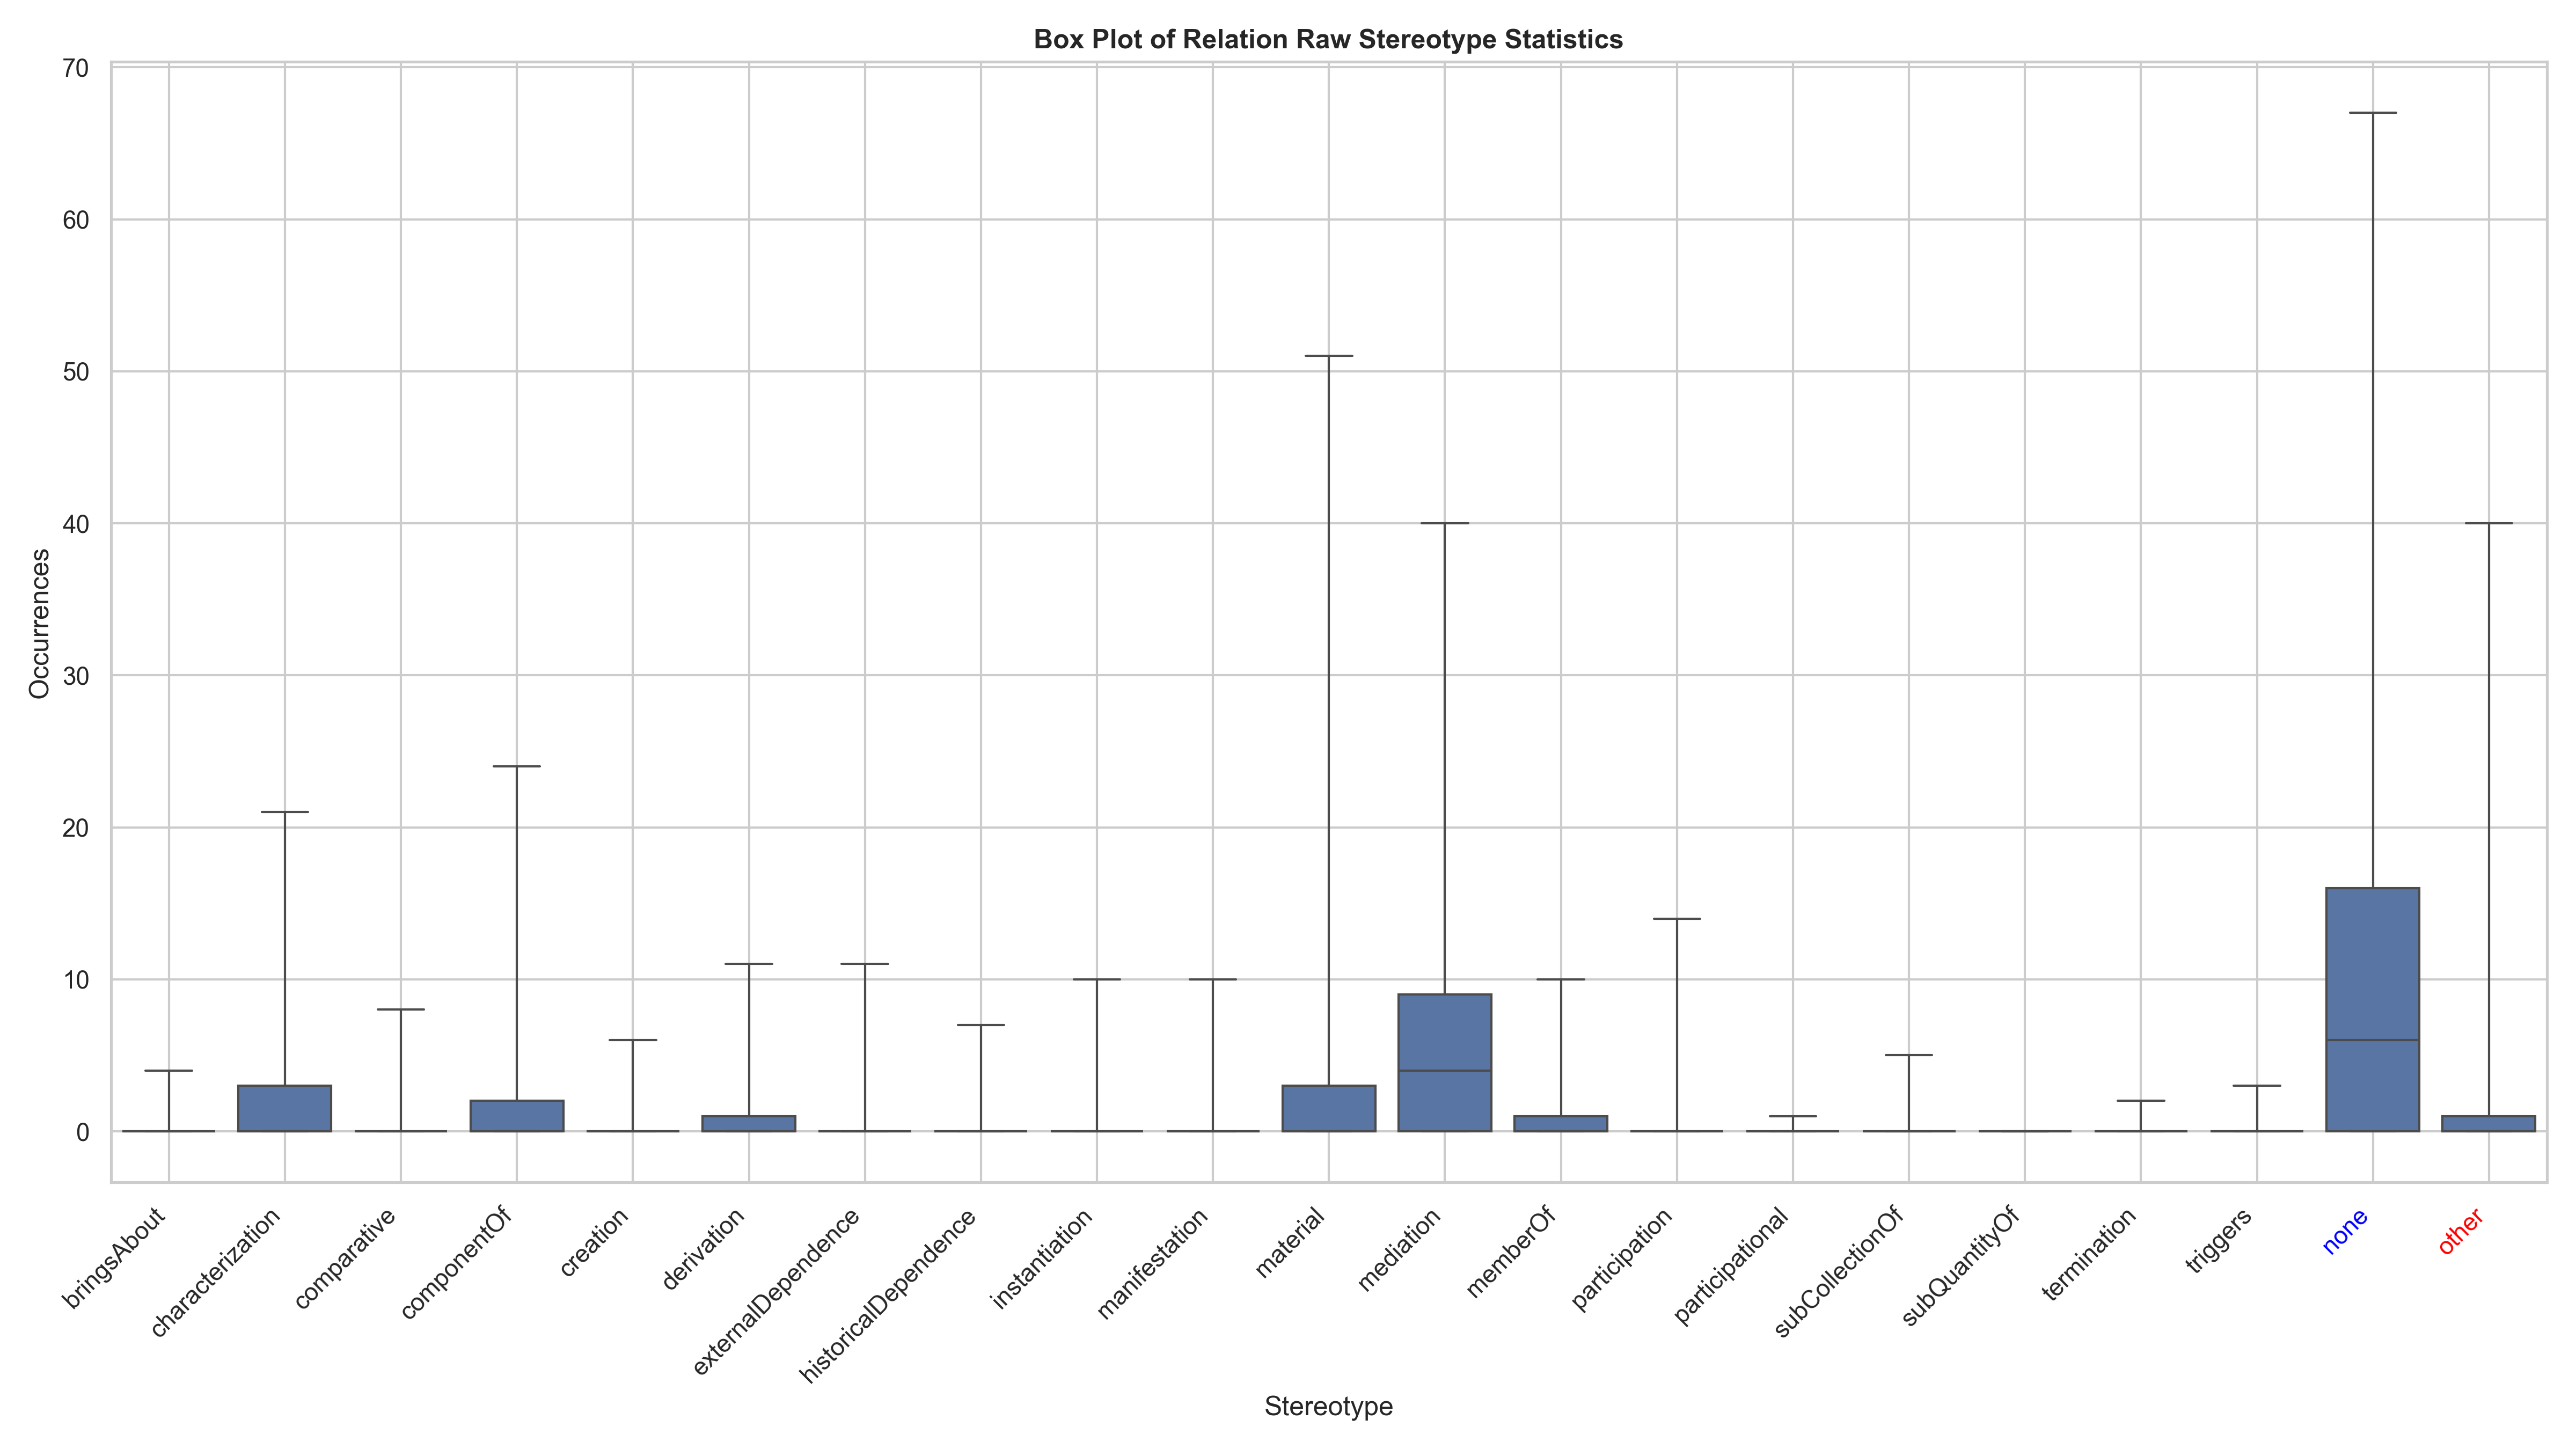 Box Plot of Relation Raw Stereotype Statistics
70
60
50
40
30
20
10
0
Occurrences
bringsAbout
characterization
comparative
componentOf
creation
derivation
externalDependence
historicalDependence
instantiation
manifestation
material
mediation
memberOf
participation
participational
subCollectionOf
subQuantityOf
termination
triggers
none
other
Stereotype